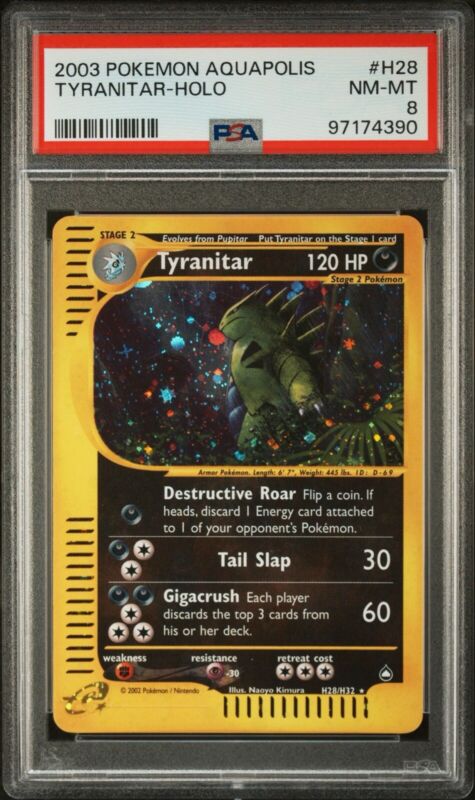 2003 POKEMON AQUAPOLIS #H28
TYRANITAR-HOLO NM-MT
8
PSA 97174390
STAGE 2 Evolves from Pupitar Put Tyranitar on the Stage 1 card
Tyranitar 120 HP
Stage 2 Pokémon
Armor Pokémon. Length: 6' 7", Weight: 445 lbs. ID: D-69
Destructive Roar Flip a coin. If
heads, discard 1 Energy card attached
to 1 of your opponent's Pokémon.
Tail Slap 30
Gigacrush Each player
discards the top 3 cards from
his or her deck.
60
weakness resistance retreat cost
-30
© 2002 Pokémon / Nintendo Illus. Naoyo Kimura H28/H32 ★
PSA